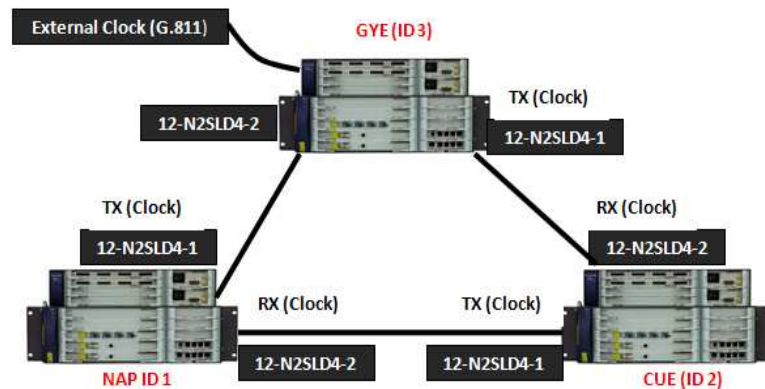 External Clock (G.811)
GYE (ID 3)
TX (Clock)
12-N2SLD4-2
12-N2SLD4-1
TX (Clock)
RX (Clock)
12-N2SLD4-1
12-N2SLD4-2
RX (Clock)
TX (Clock)
12-N2SLD4-2
12-N2SLD4-1
NAP ID 1
CUE (ID 2)